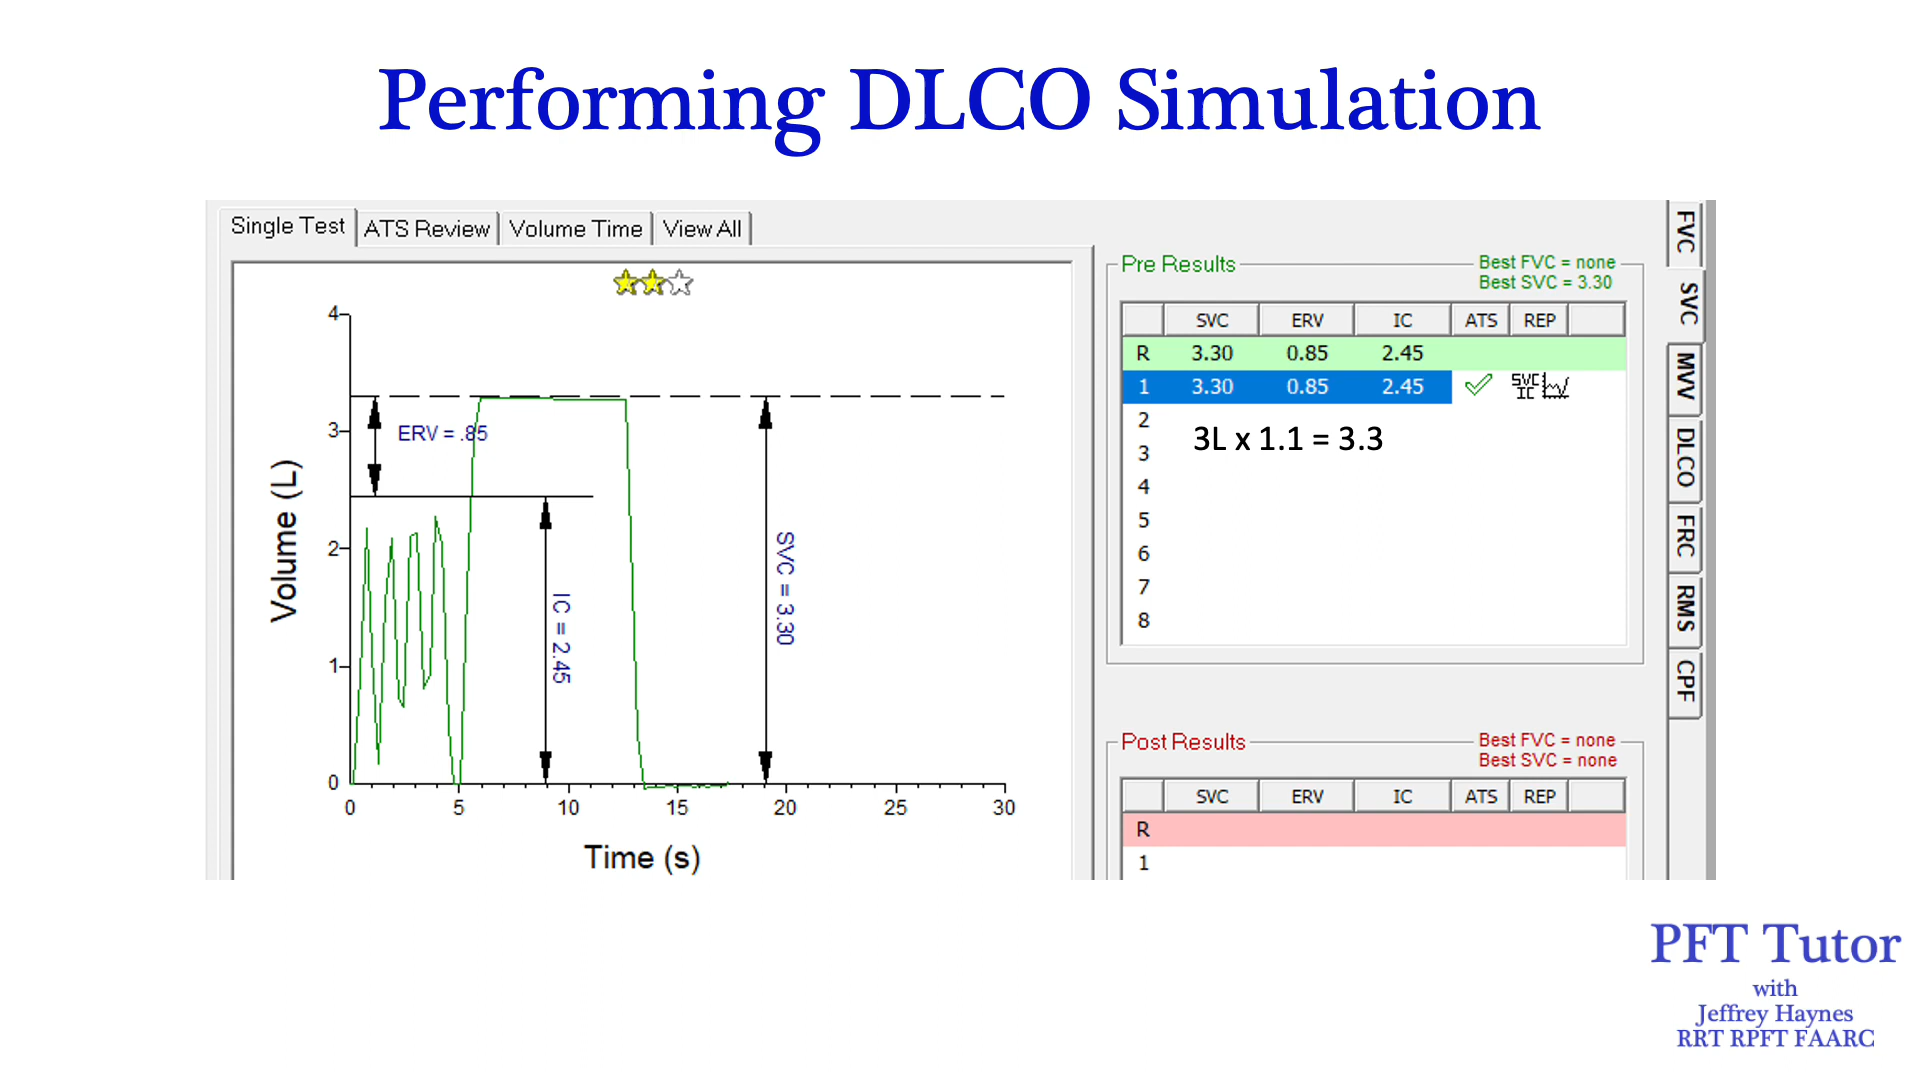 Performing DLCO Simulation
Single Test
ATS Review
Volume Time
View All
4
3
2
1
0
Volume (L)
ERV = .85
IC = 2.45
SVC = 3.30
0 5 10 15 20 25 30
Time (s)
Pre Results
Best FVC = none
Best SVC = 3.30
SVC ERV IC ATS REP
R 3.30 0.85 2.45
1 3.30 0.85 2.45 SVC IC
2
3
4
5
6
7
8
3L x 1.1 = 3.3
Post Results
Best FVC = none
Best SVC = none
SVC ERV IC ATS REP
R
1
FVC
SVC
MVV
DLCO
FRC
RMS
CPF
PFT Tutor
with
Jeffrey Haynes
RRT RPFT FAARC